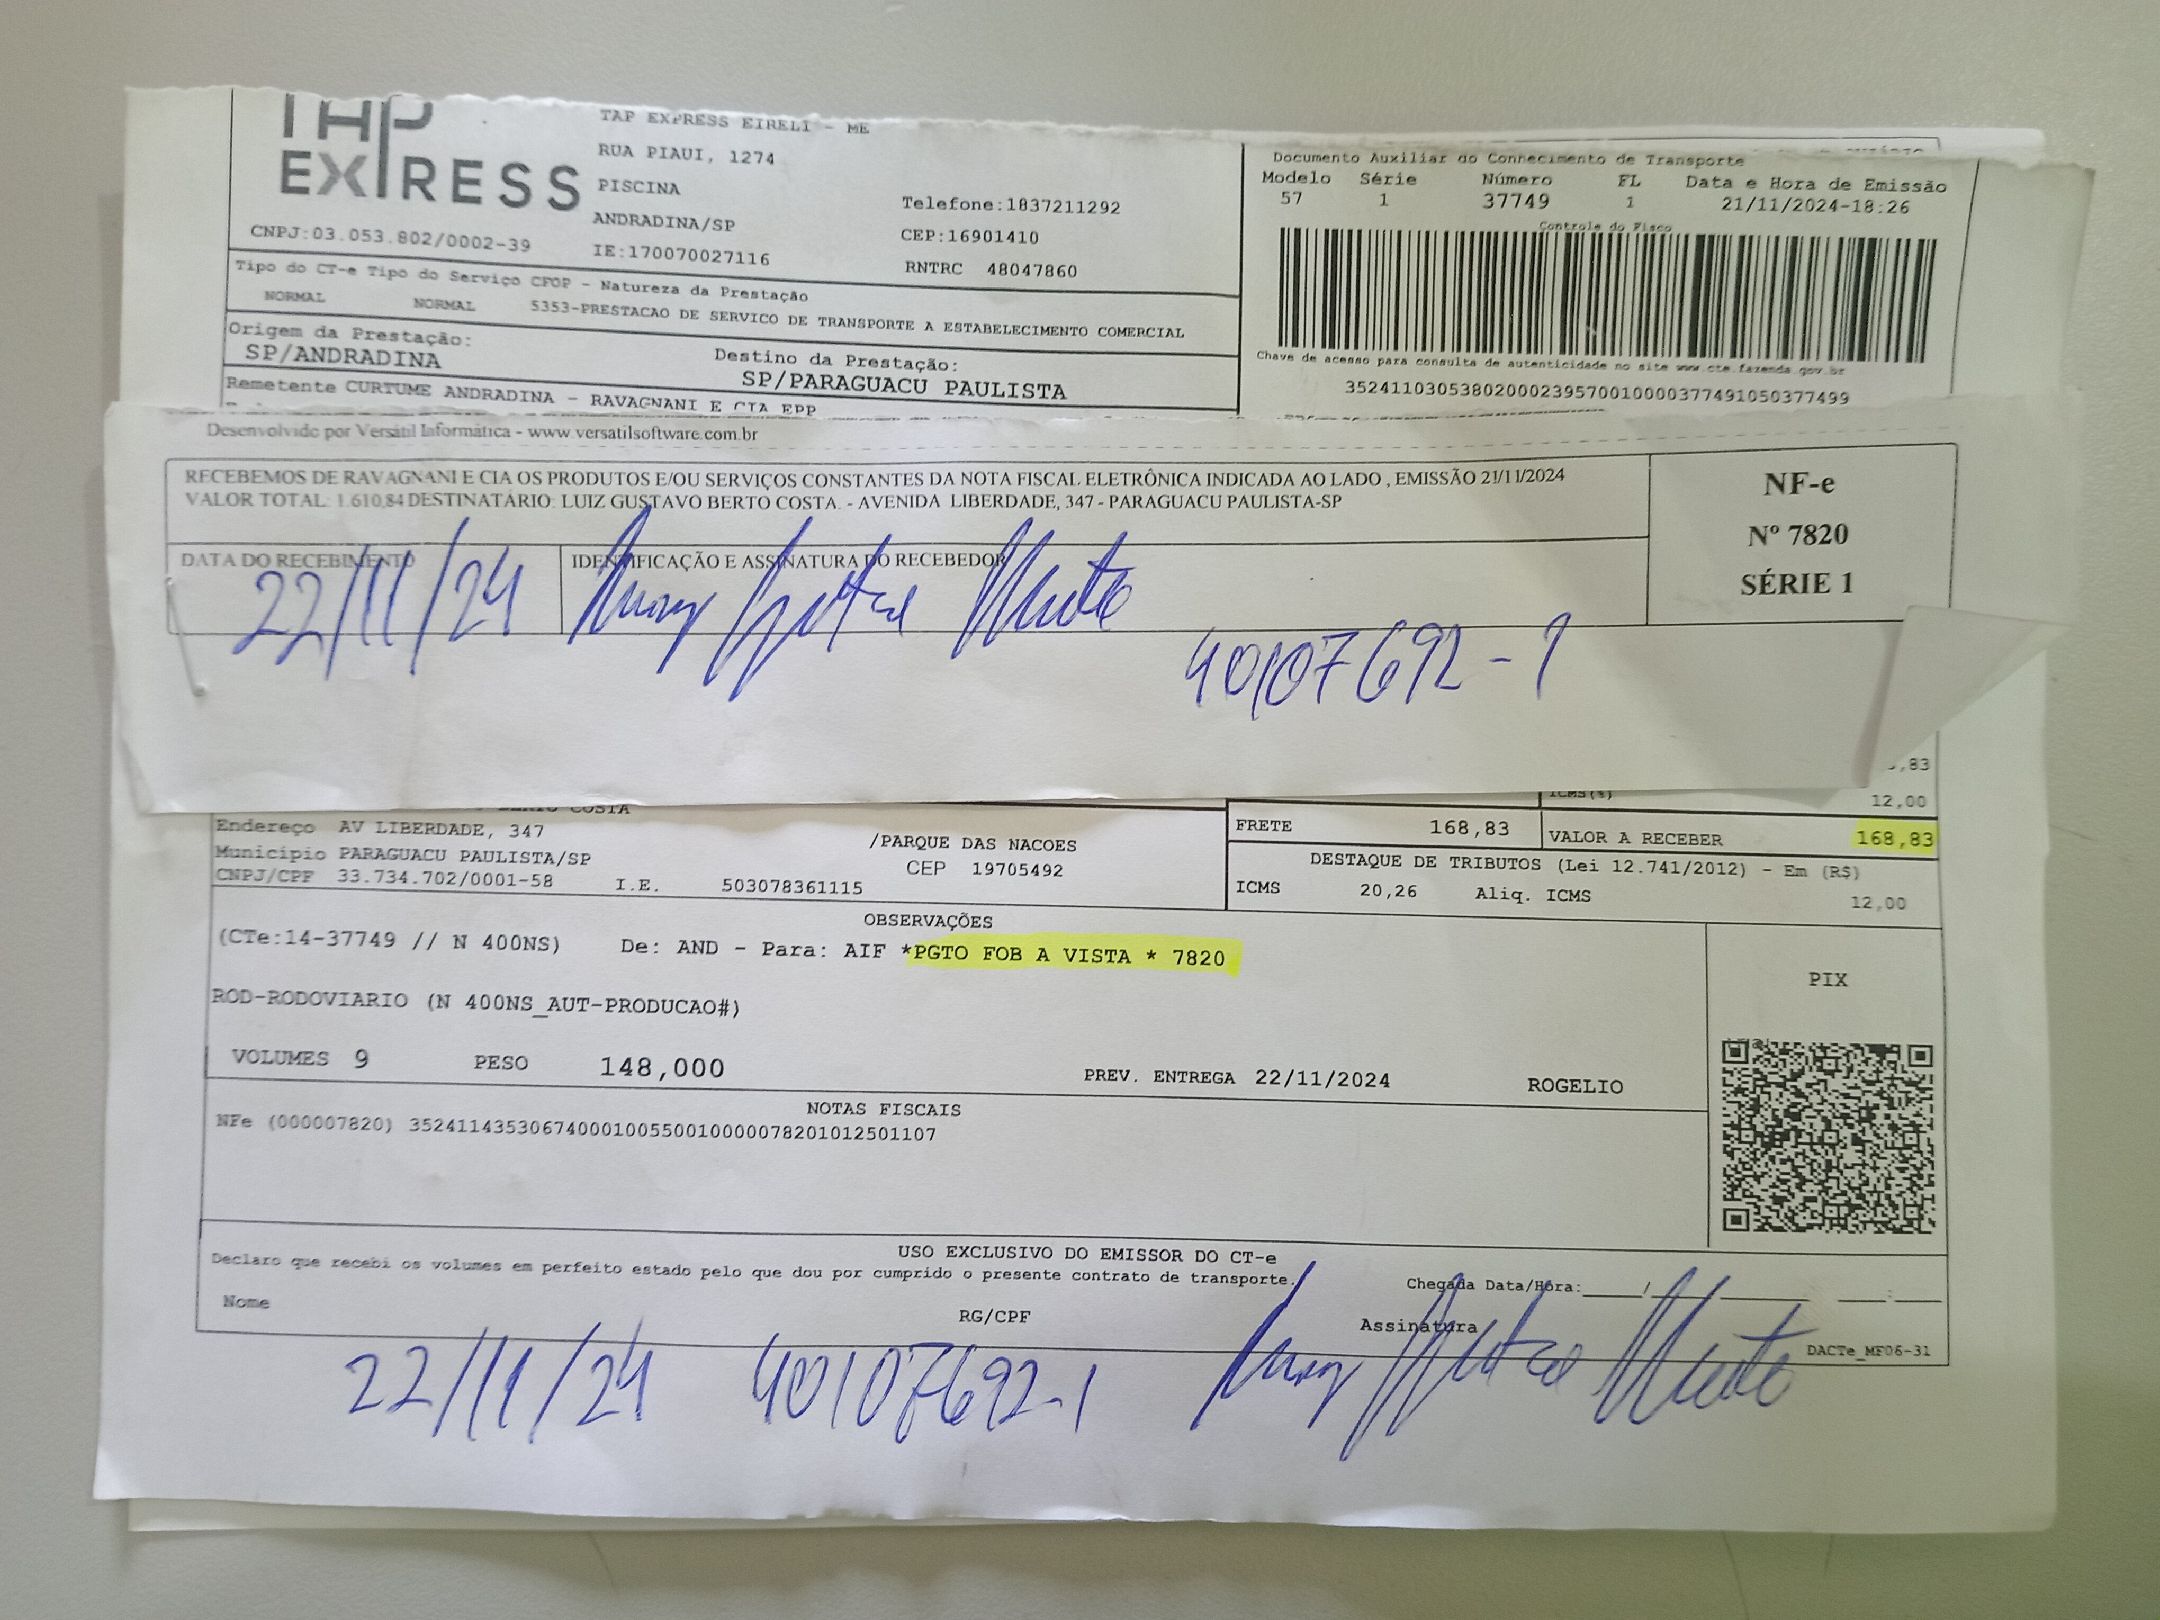 TAP
EXPRESS
TAP EXPRESS EIRELI - ME
RUA PIAUI, 1274
PISCINA
ANDRADINA/SP
IE:170070027116
CNPJ:03.053.802/0002-39
Telefone:1837211292
CEP:16901410
RNTRC 48047860
Documento Auxiliar do Conhecimento de Transporte
Modelo Série Número FL Data e Hora de Emissão
57 1 37749 1 21/11/2024-18:26
Controle do Fisco
Chave de acesso para consulta de autenticidade no site www.cte.fazenda.gov.br
35241103053802000239570010000377491050377499
Tipo do CT-e Tipo do Serviço CFOP - Natureza da Prestação
NORMAL NORMAL 5353-PRESTACAO DE SERVICO DE TRANSPORTE A ESTABELECIMENTO COMERCIAL
Origem da Prestação:
SP/ANDRADINA
Destino da Prestação:
SP/PARAGUACU PAULISTA
Remetente CURTUME ANDRADINA - RAVAGNANI E CIA EPP
Desenvolvido por Versátil Informática - www.versatilsoftware.com.br
RECEBEMOS DE RAVAGNANI E CIA OS PRODUTOS E/OU SERVIÇOS CONSTANTES DA NOTA FISCAL ELETRÔNICA INDICADA AO LADO , EMISSÃO 21/11/2024
VALOR TOTAL: 1.610,84 DESTINATÁRIO: LUIZ GUSTAVO BERTO COSTA. - AVENIDA LIBERDADE, 347 - PARAGUACU PAULISTA-SP
NF-e
Nº 7820
SÉRIE 1
DATA DO RECEBIMENTO
IDENTIFICAÇÃO E ASSINATURA DO RECEBEDOR
22/11/24
40107692-1
,83
ICMS(%)
12,00
BERTO COSTA
Endereço AV LIBERDADE, 347
/PARQUE DAS NACOES
Município PARAGUACU PAULISTA/SP
CEP 19705492
CNPJ/CPF 33.734.702/0001-58 I.E. 503078361115
FRETE 168,83 VALOR A RECEBER 168,83
DESTAQUE DE TRIBUTOS (Lei 12.741/2012) - Em (R$)
ICMS 20,26 Aliq. ICMS 12,00
OBSERVAÇÕES
(CTe:14-37749 // N 400NS) De: AND - Para: AIF *PGTO FOB A VISTA * 7820
ROD-RODOVIARIO (N 400NS_AUT-PRODUCAO#)
PIX
VOLUMES 9 PESO 148,000 PREV. ENTREGA 22/11/2024 ROGELIO
NOTAS FISCAIS
NFe (000007820) 35241143530674000100550010000078201012501107
USO EXCLUSIVO DO EMISSOR DO CT-e
Declaro que recebi os volumes em perfeito estado pelo que dou por cumprido o presente contrato de transporte.
Chegada Data/Hora:____/____ ____:____
Nome RG/CPF Assinatura
DACTe_MF06-31
22/11/24 40107692-1